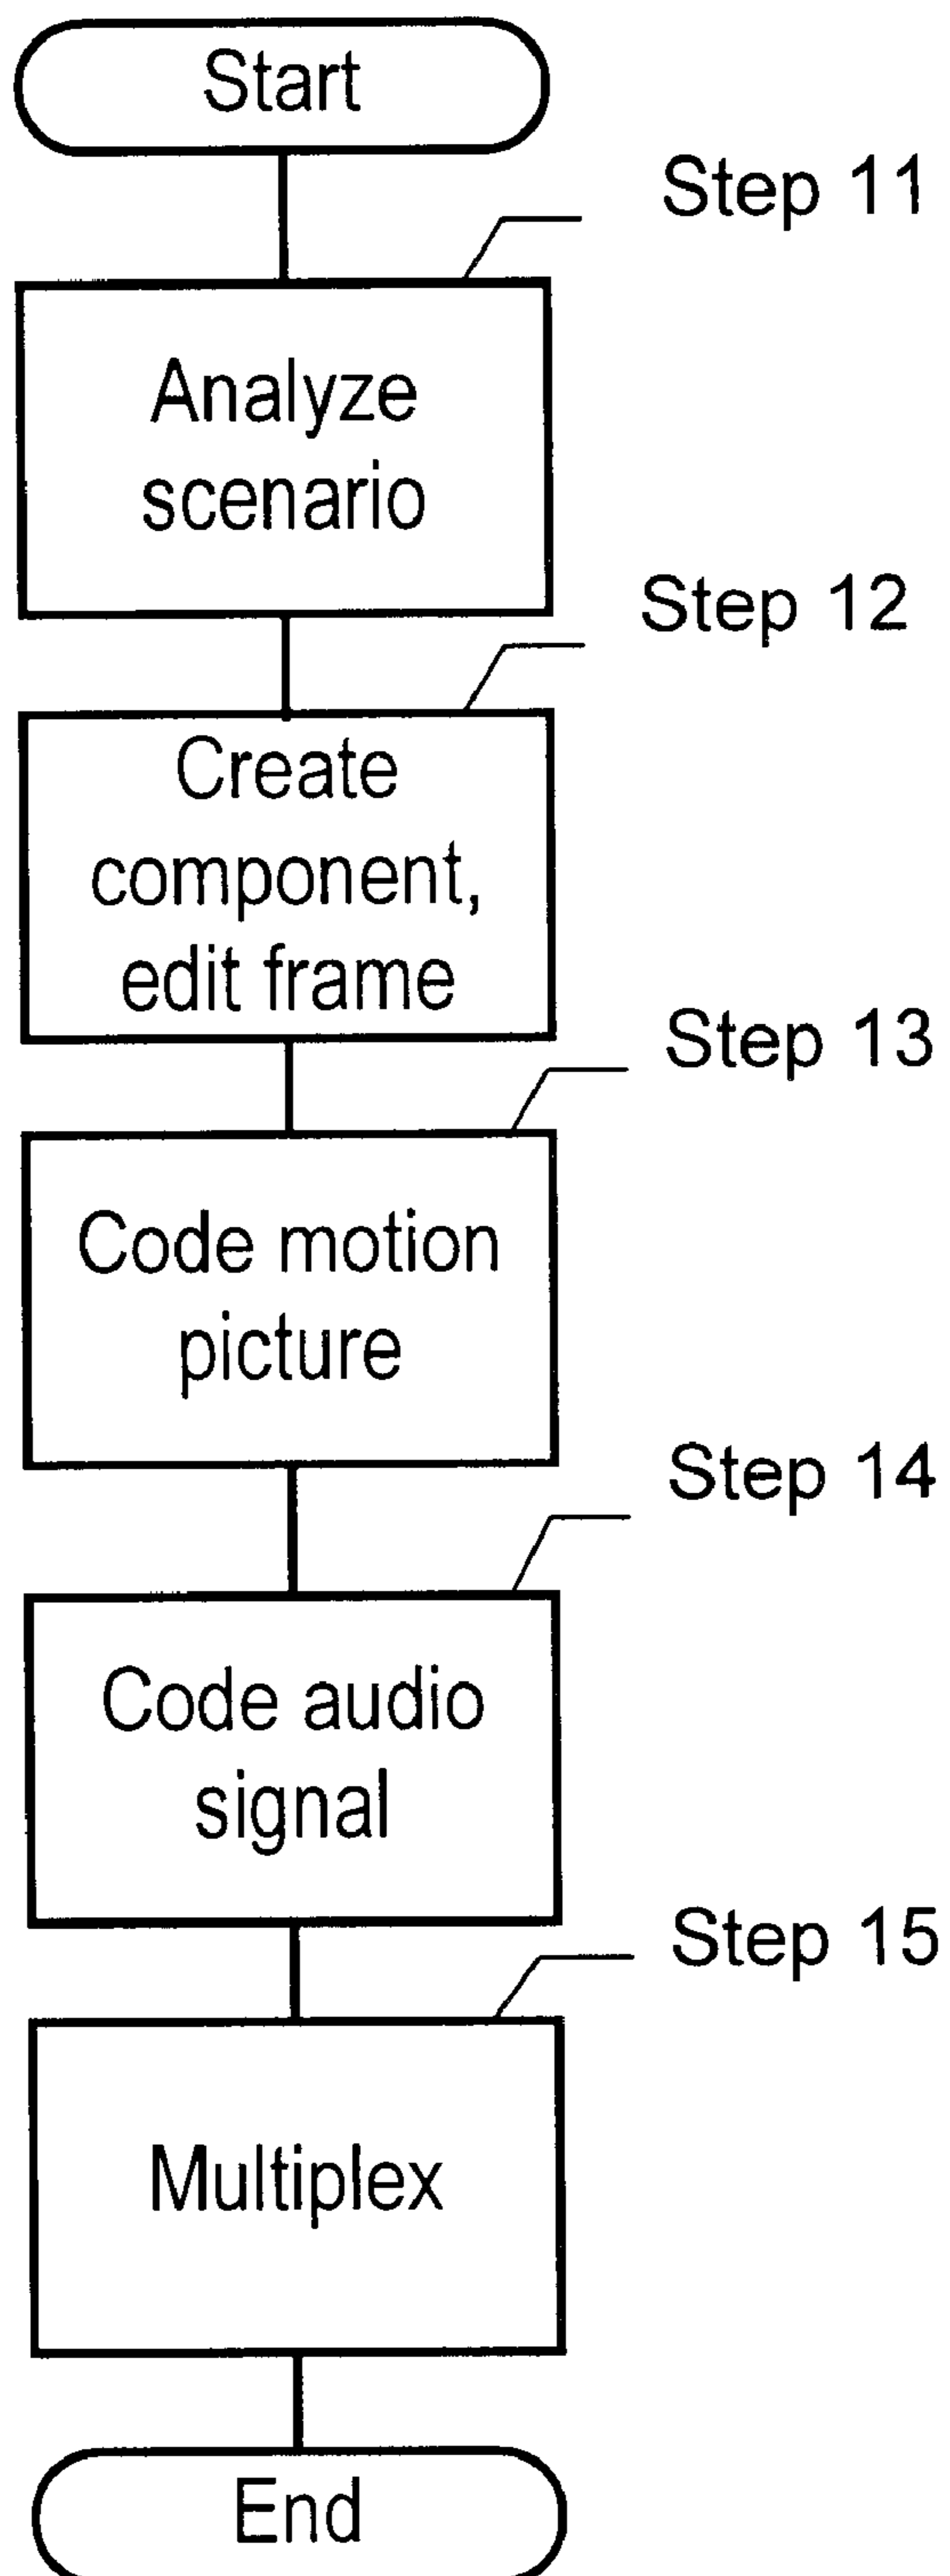 Start
Step 11
Analyze
scenario
Step 12
Create
component,
edit frame
Step 13
Code motion
picture
Step 14
Code audio
signal
Step 15
Multiplex
End